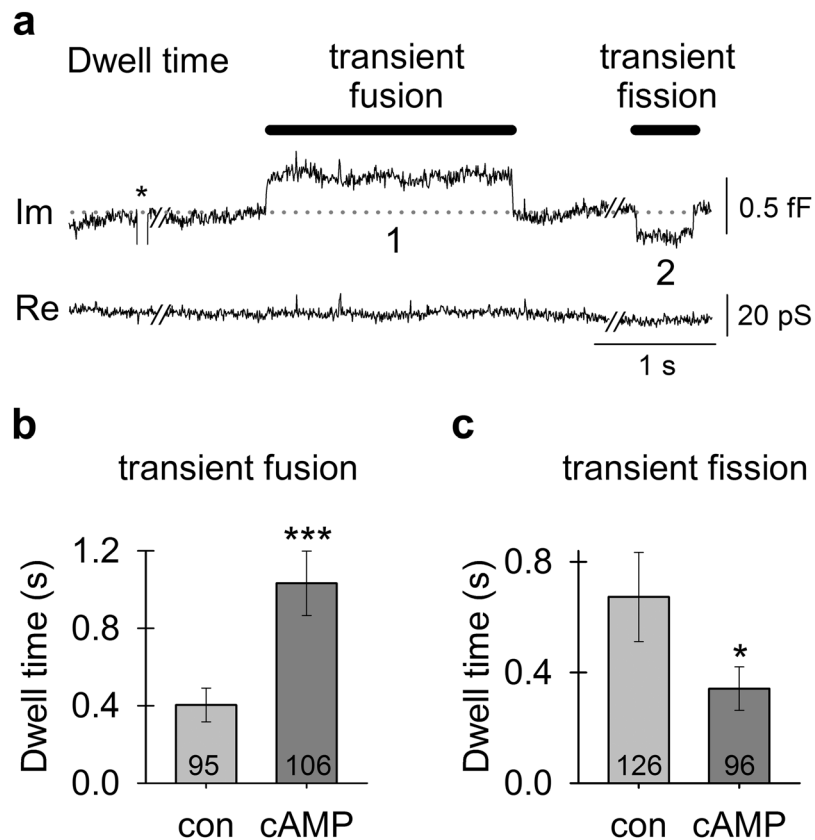 a
Dwell time
transient fusion
transient fission
*
Im
1
2
0.5 fF
Re
20 pS
1 s
b
transient fusion
Dwell time (s)
1.2
0.8
0.4
0.0
***
95
106
con cAMP
c
transient fission
Dwell time (s)
0.8
0.4
0.0
*
126
96
con cAMP